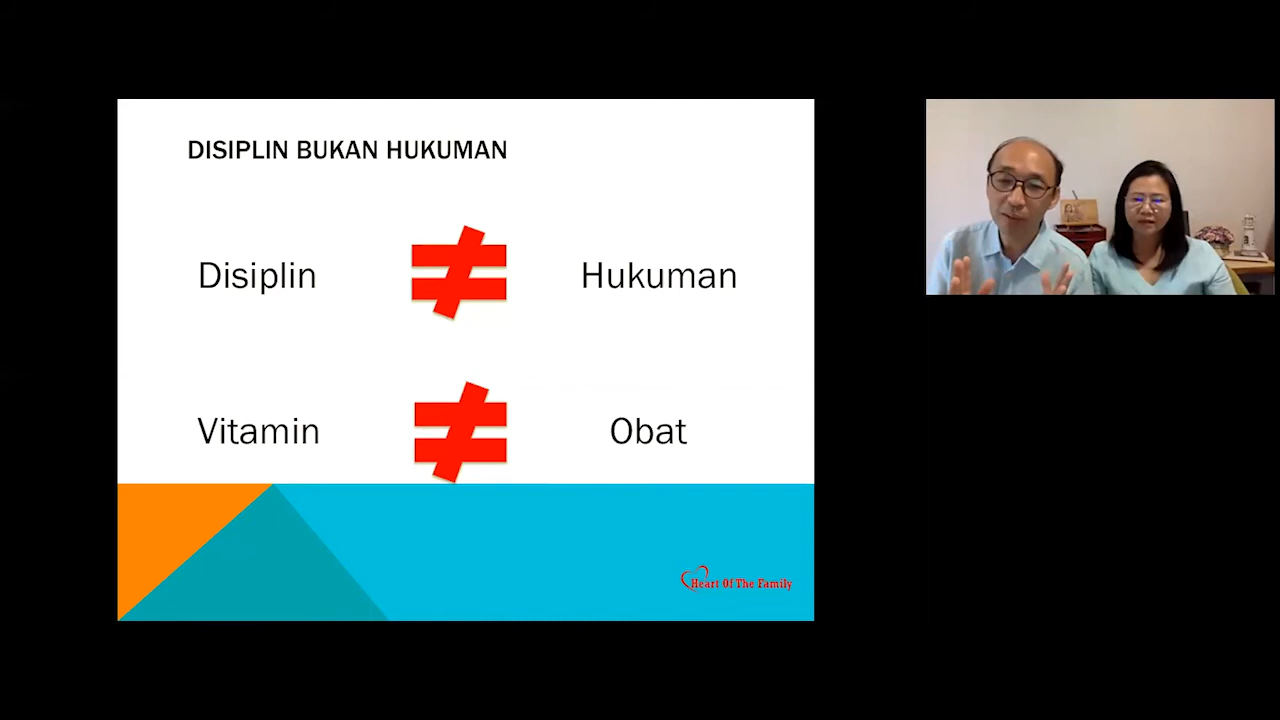 DISIPLIN BUKAN HUKUMAN
Disiplin ≠ Hukuman
Vitamin ≠ Obat
Heart Of The Family